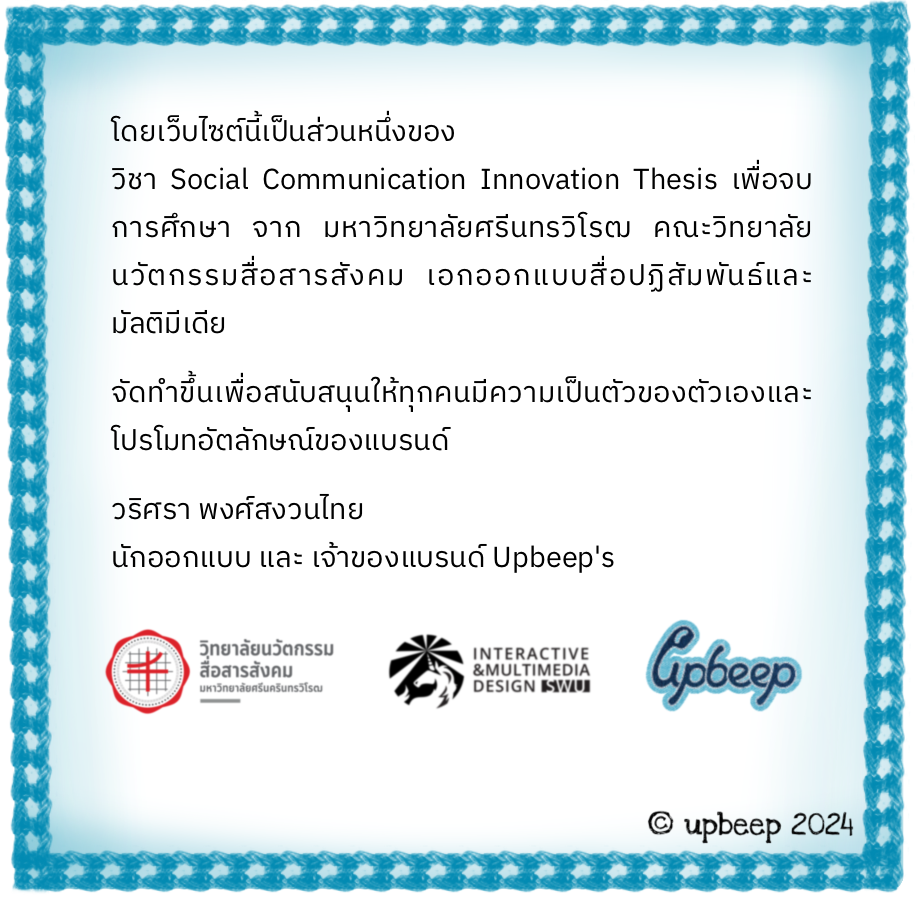 โดยเว็บไซต์นี้เป็นส่วนหนึ่งของ
วิชา Social Communication Innovation Thesis เพื่อจบ
การศึกษา จาก มหาวิทยาลัยศรีนทรวิโรฒ คณะวิทยาลัย
นวัตกรรมสื่อสารสังคม เอกออกแบบสื่อปฏิสัมพันธ์และ
มัลติมีเดีย
จัดทำขึ้นเพื่อสนับสนุนให้ทุกคนมีความเป็นตัวของตัวเองและ
โปรโมทอัตลักษณ์ของแบรนด์
วริศรา พงศ์สงวนไทย
นักออกแบบ และ เจ้าของแบรนด์ Upbeep's
วิทยาลัยนวัตกรรม
สื่อสารสังคม
มหาวิทยาลัยศรีนครินทรวิโรฒ
INTERACTIVE
&MULTIMEDIA
DESIGN SWU
Upbeep
© upbeep 2024